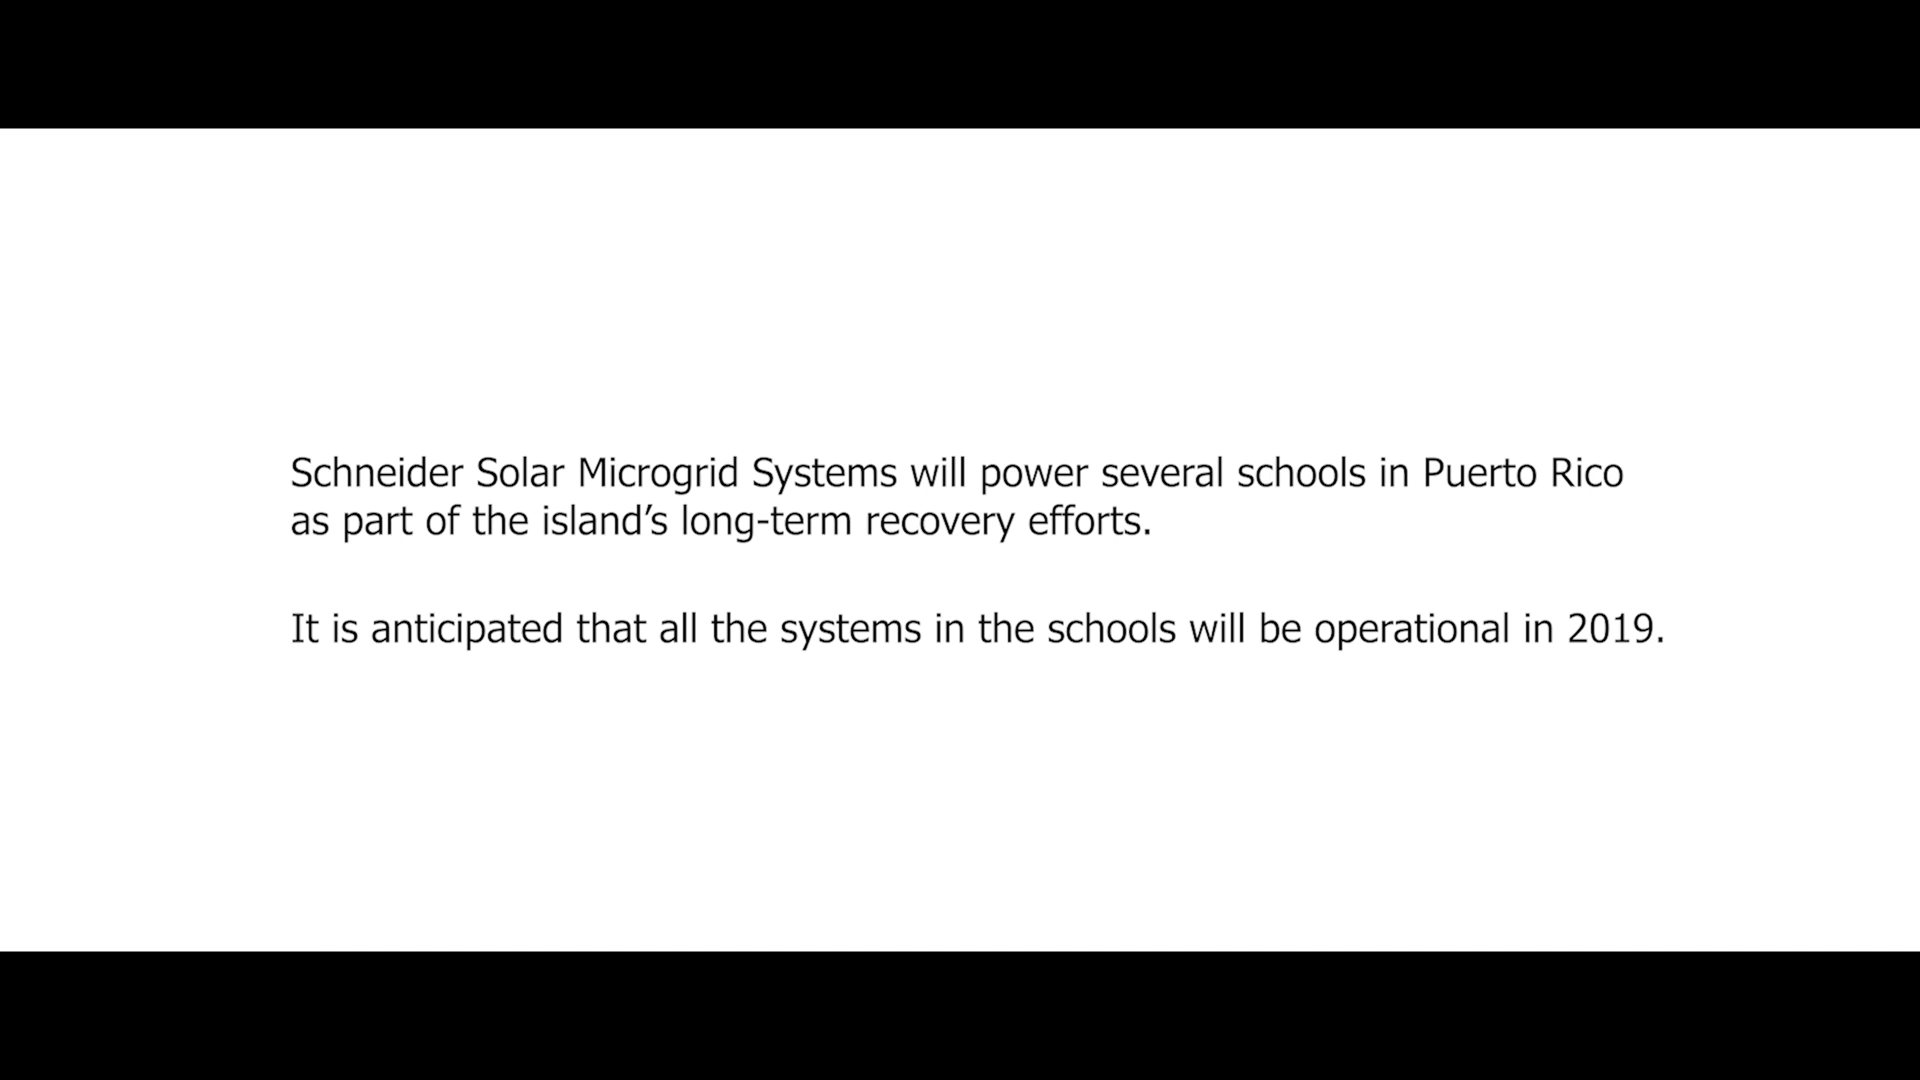 Schneider Solar Microgrid Systems will power several schools in Puerto Rico
as part of the island’s long-term recovery efforts.
It is anticipated that all the systems in the schools will be operational in 2019.